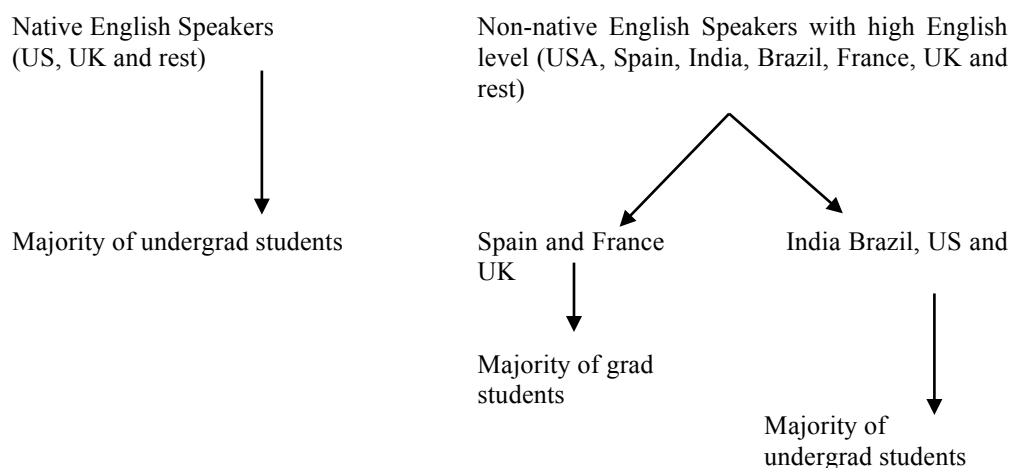 Native English Speakers
(US, UK and rest)
Non-native English Speakers with high English
level (USA, Spain, India, Brazil, France, UK and
rest)
Majority of undergrad students
Spain and France India Brazil, US and
UK
Majority of grad
students
Majority of
undergrad students